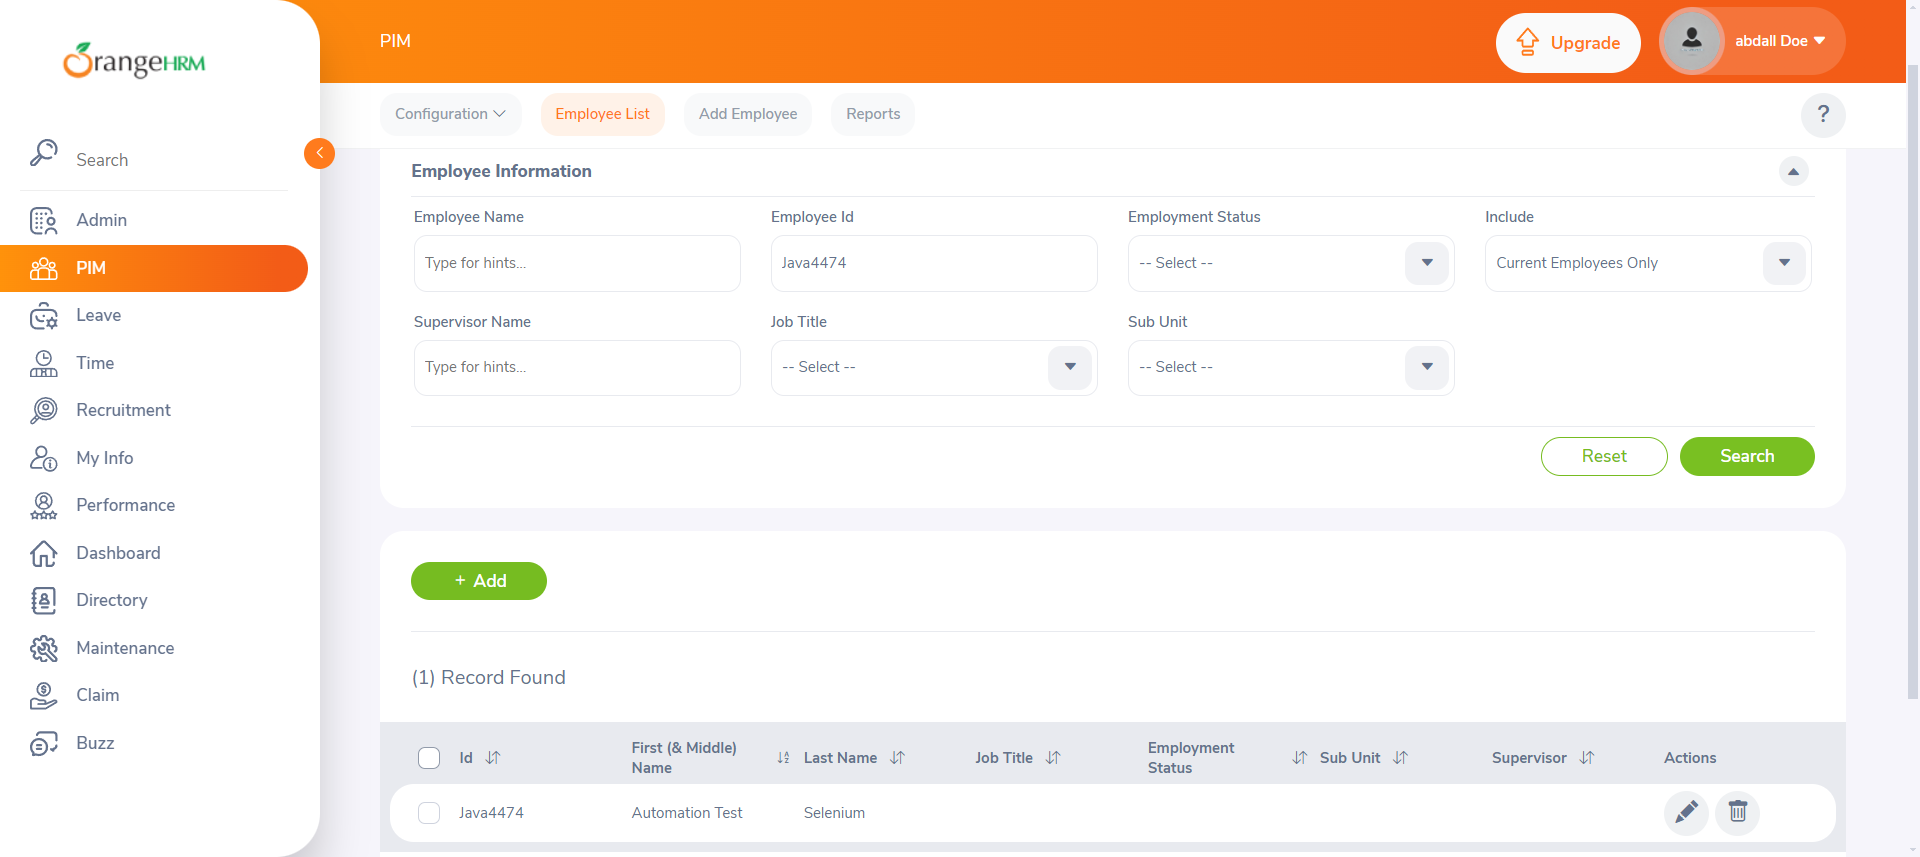 OrangeHRM
PIM
Upgrade
abdall Doe
Search
Admin
PIM
Leave
Time
Recruitment
My Info
Performance
Dashboard
Directory
Maintenance
Claim
Buzz
Configuration
Employee List
Add Employee
Reports
?
Employee Information
Employee Name
Employee Id
Employment Status
Include
Type for hints...
Java4474
-- Select --
Current Employees Only
Supervisor Name
Job Title
Sub Unit
Type for hints...
-- Select --
-- Select --
Reset
Search
+ Add
(1) Record Found
Id
First (& Middle)
Name
Last Name
Job Title
Employment
Status
Sub Unit
Supervisor
Actions
Java4474
Automation Test
Selenium